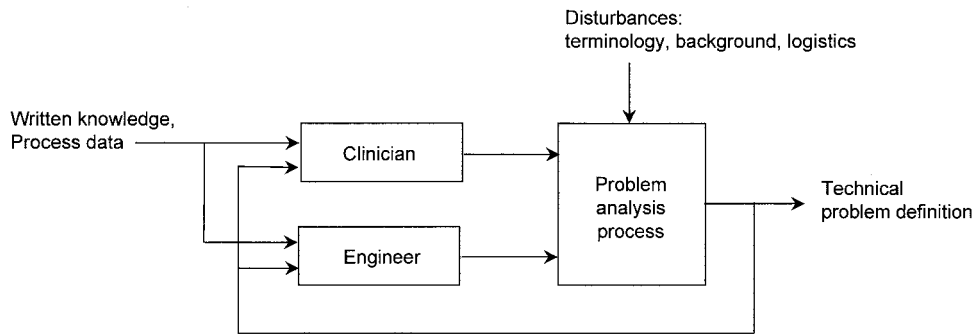 Disturbances:
terminology, background, logistics
Written knowledge,
Process data
Clinician
Problem
analysis
process
Technical
problem definition
Engineer